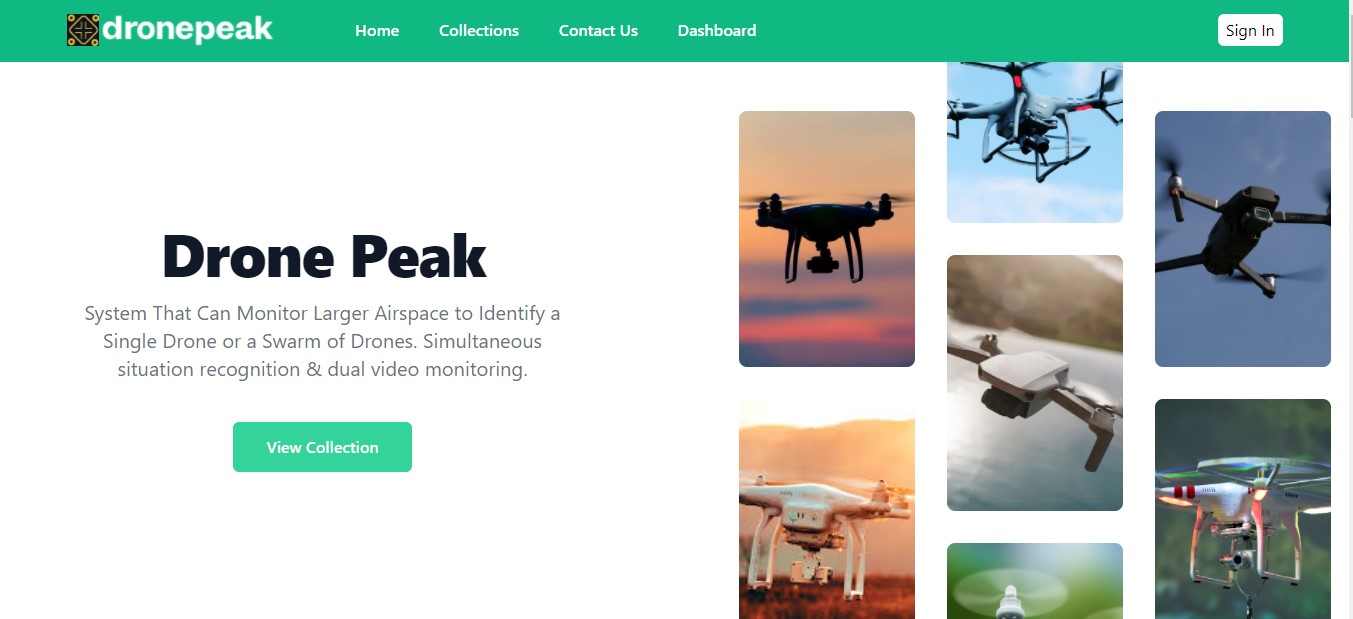 dronepeak
Home
Collections
Contact Us
Dashboard
Sign In
Drone Peak
System That Can Monitor Larger Airspace to Identify a
Single Drone or a Swarm of Drones. Simultaneous
situation recognition & dual video monitoring.
View Collection